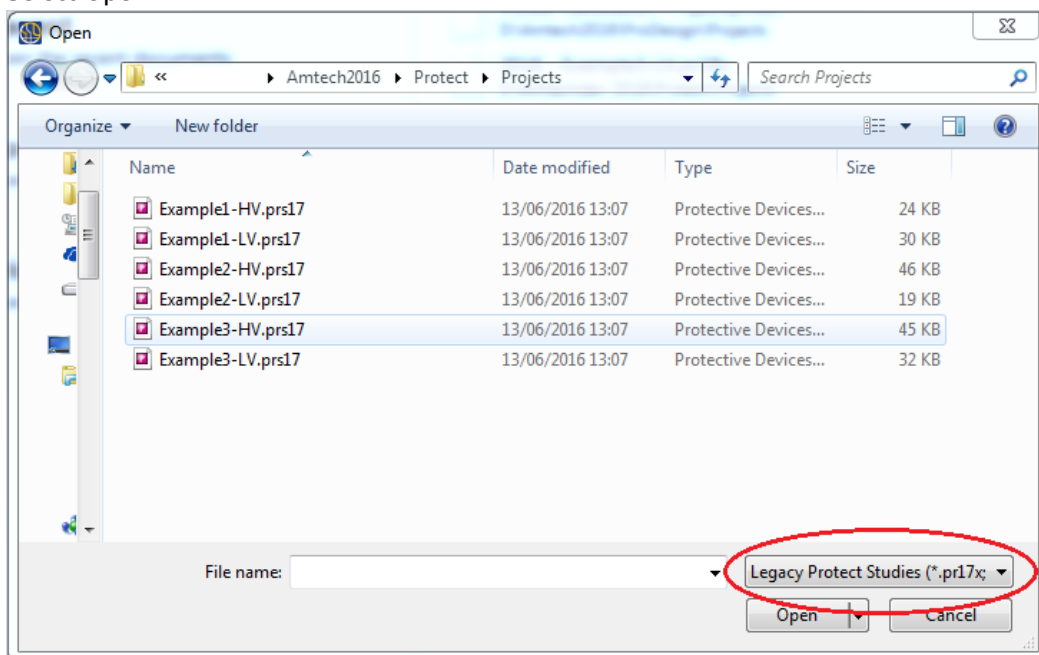 Open
« ▸ Amtech2016 ▸ Protect ▸ Projects Search Projects
Organize New folder
Name Date modified Type Size
Example1-HV.prs17 13/06/2016 13:07 Protective Devices... 24 KB
Example1-LV.prs17 13/06/2016 13:07 Protective Devices... 30 KB
Example2-HV.prs17 13/06/2016 13:07 Protective Devices... 46 KB
Example2-LV.prs17 13/06/2016 13:07 Protective Devices... 19 KB
Example3-HV.prs17 13/06/2016 13:07 Protective Devices... 45 KB
Example3-LV.prs17 13/06/2016 13:07 Protective Devices... 32 KB
File name: Legacy Protect Studies (*.pr17x;
Open Cancel